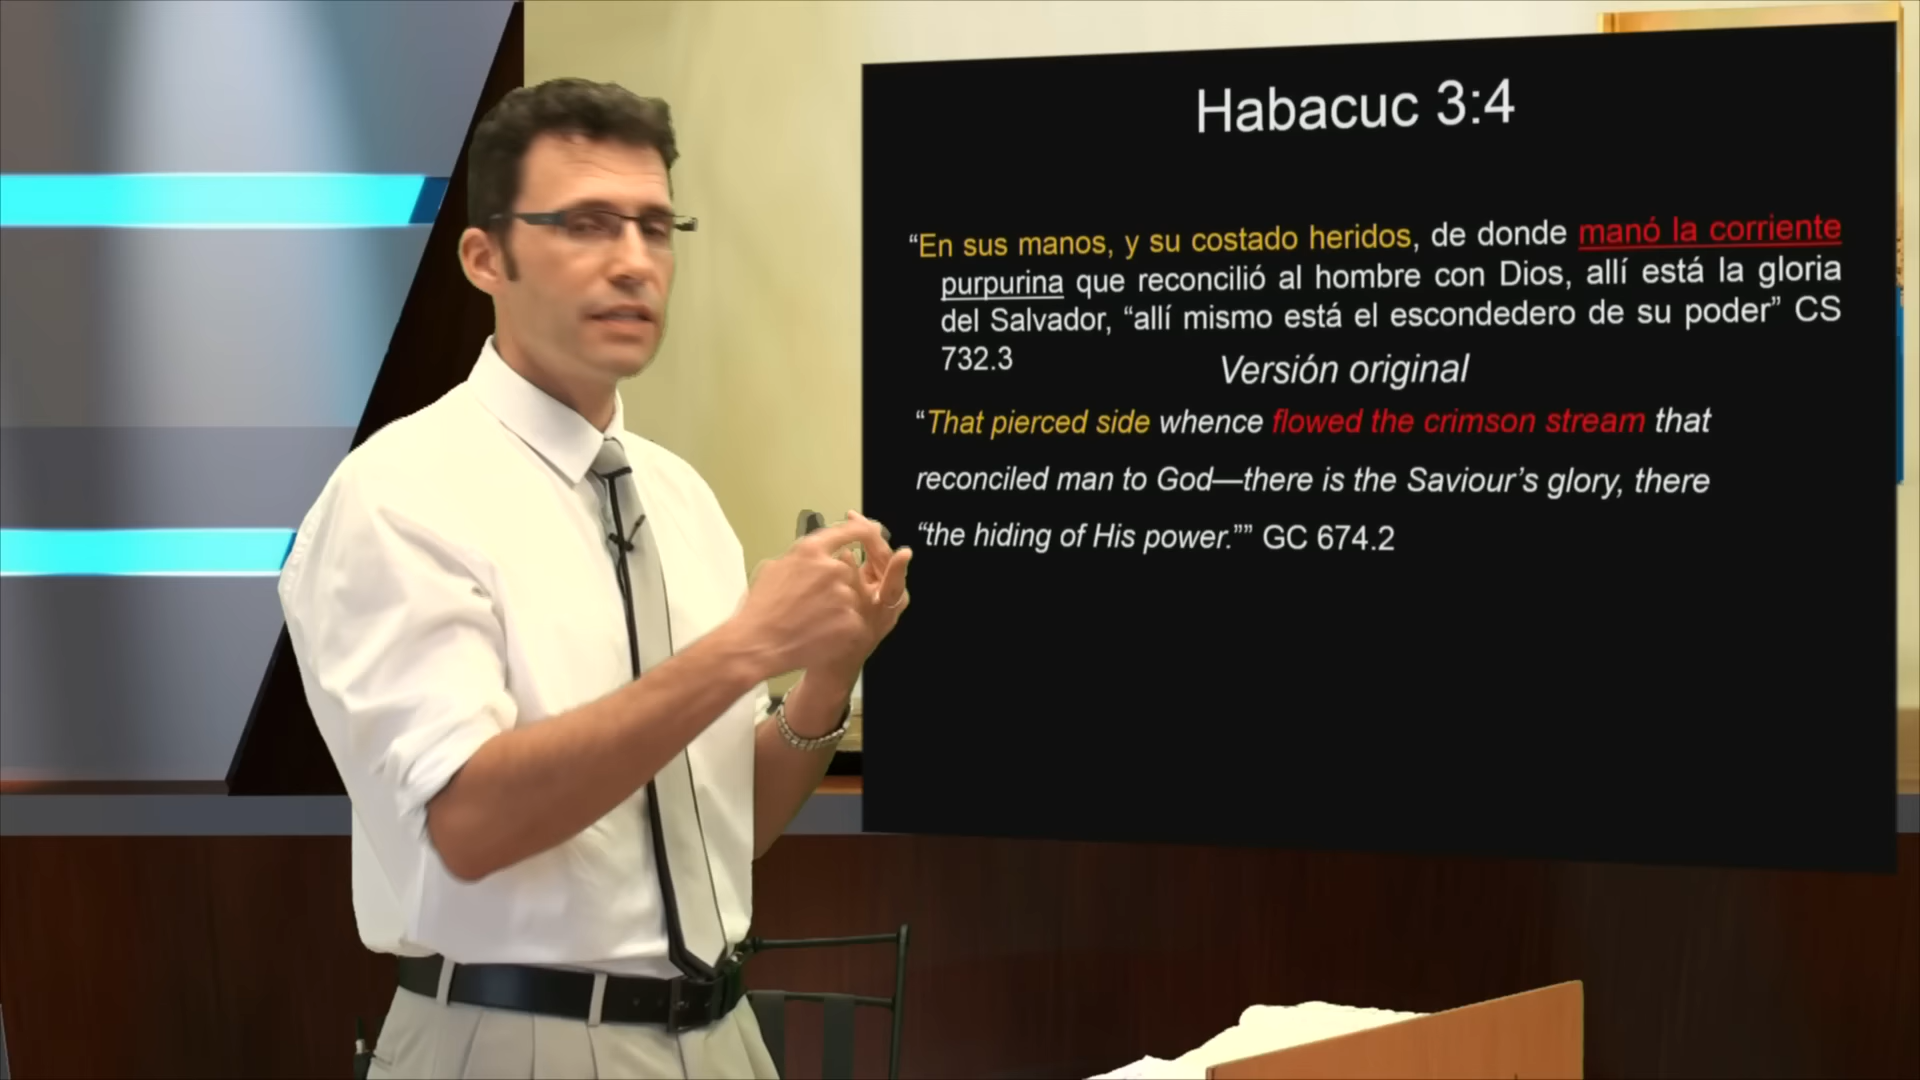 Habacuc 3:4
“En sus manos, y su costado heridos, de donde manó la corriente
purpurina que reconcilió al hombre con Dios, allí está la gloria
del Salvador, “allí mismo está el escondedero de su poder” CS
732.3
Versión original
“That pierced side whence flowed the crimson stream that
reconciled man to God—there is the Saviour’s glory, there
“the hiding of His power.”” GC 674.2